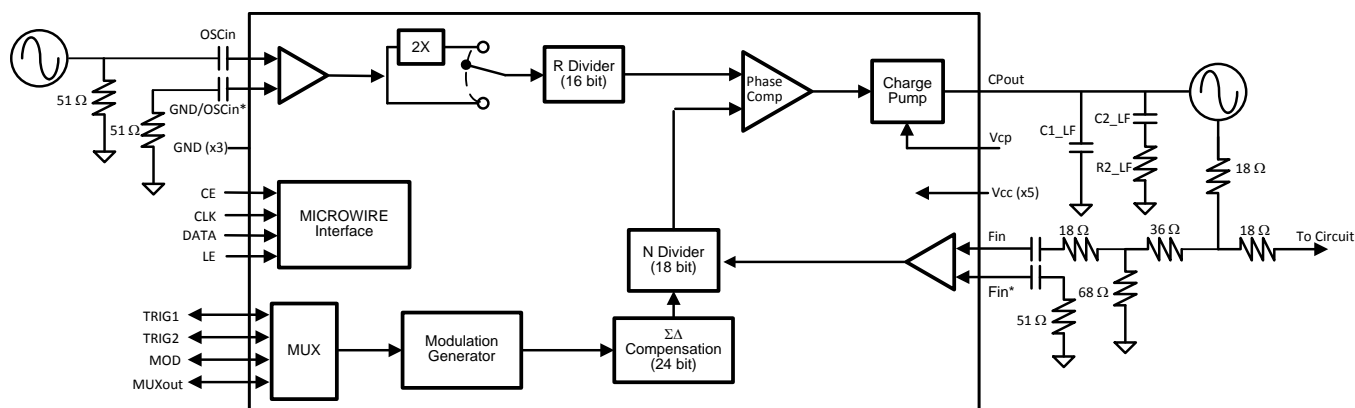 OSCin
51 Ω
GND/OSCin*
51 Ω
GND (x3)
2X
R Divider
(16 bit)
Phase
Comp
Charge
Pump
CPout
Vcp
Vcc (x5)
C1_LF
C2_LF
R2_LF
18 Ω
CE
CLK
DATA
LE
MICROWIRE
Interface
N Divider
(18 bit)
Fin
Fin*
18 Ω
36 Ω
18 Ω
To Circuit
68 Ω
51 Ω
TRIG1
TRIG2
MOD
MUXout
MUX
Modulation
Generator
ΣΔ
Compensation
(24 bit)